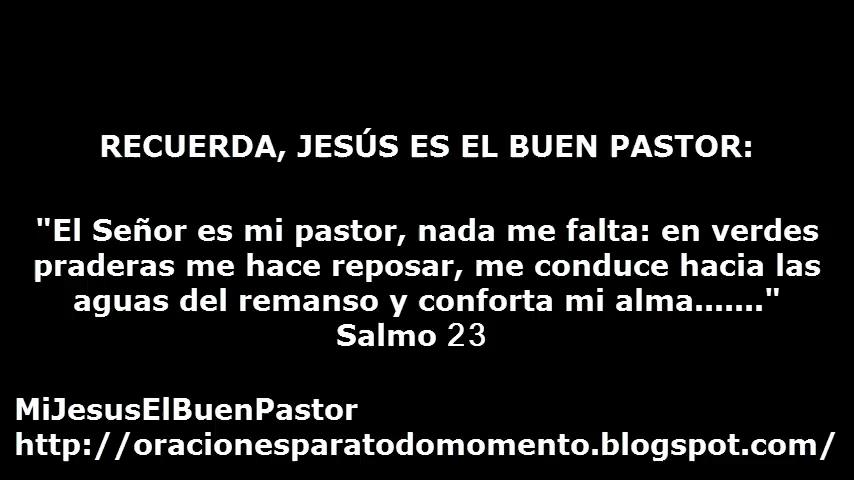 RECUERDA, JESÚS ES EL BUEN PASTOR:
"El Señor es mi pastor, nada me falta: en verdes
praderas me hace reposar, me conduce hacia las
aguas del remanso y conforta mi alma......."
Salmo 23
MiJesusElBuenPastor
http://oracionesparatodomomento.blogspot.com/